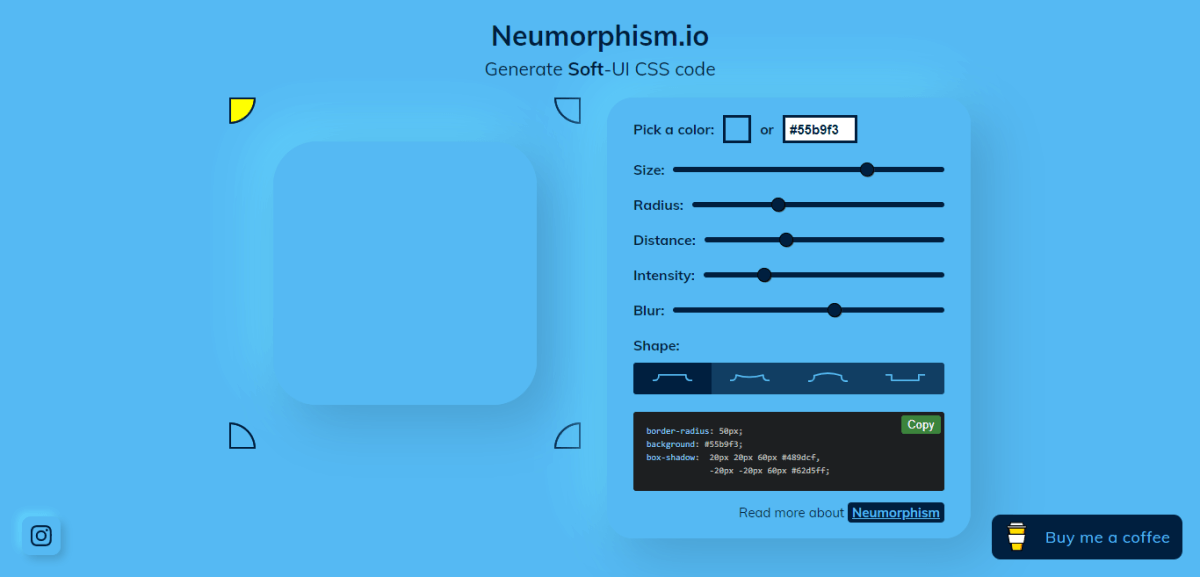 Neumorphism.io
Generate Soft-UI CSS code
Pick a color: or #55b9f3
Size:
Radius:
Distance:
Intensity:
Blur:
Shape:
Copy
border-radius: 50px;
background: #55b9f3;
box-shadow: 20px 20px 60px #489dcf,
-20px -20px 60px #62d5ff;
Read more about Neumorphism
Buy me a coffee